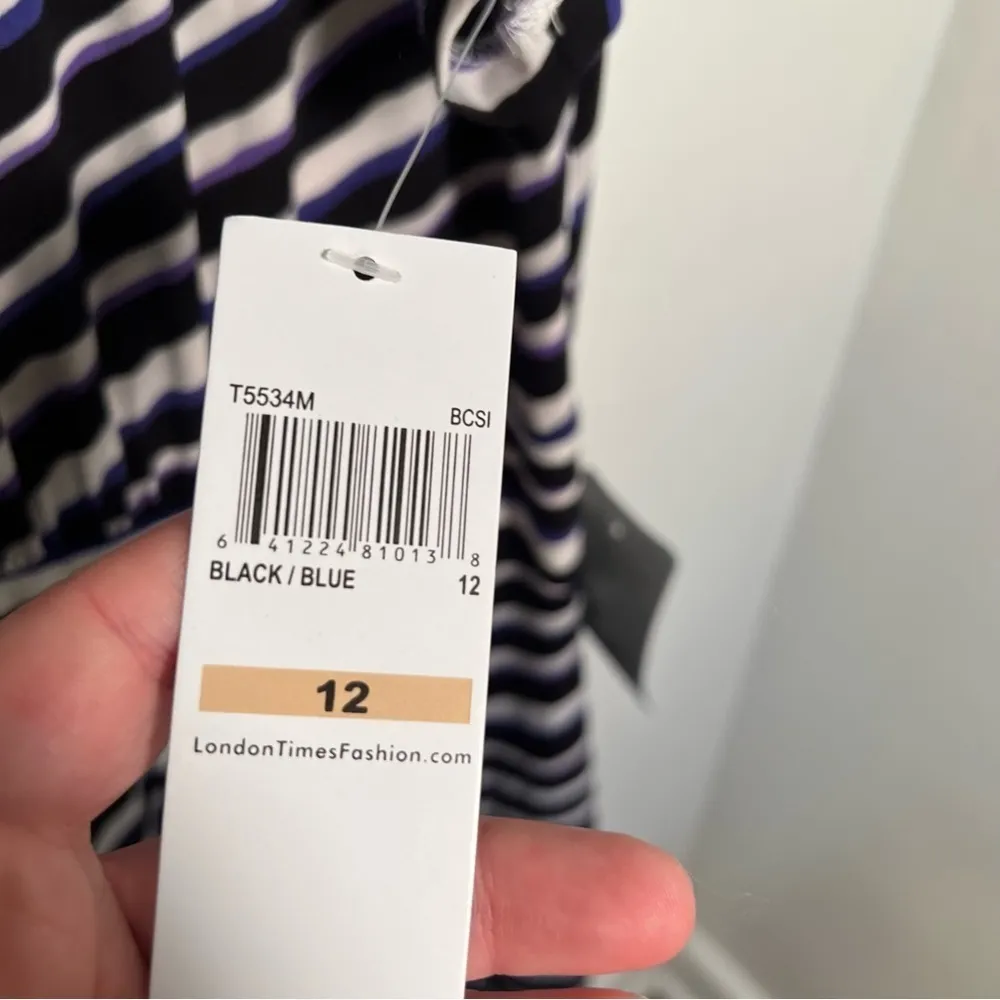 T5534M
BCSI
6 41224 81013 8
BLACK / BLUE 12
12
LondonTimesFashion.com